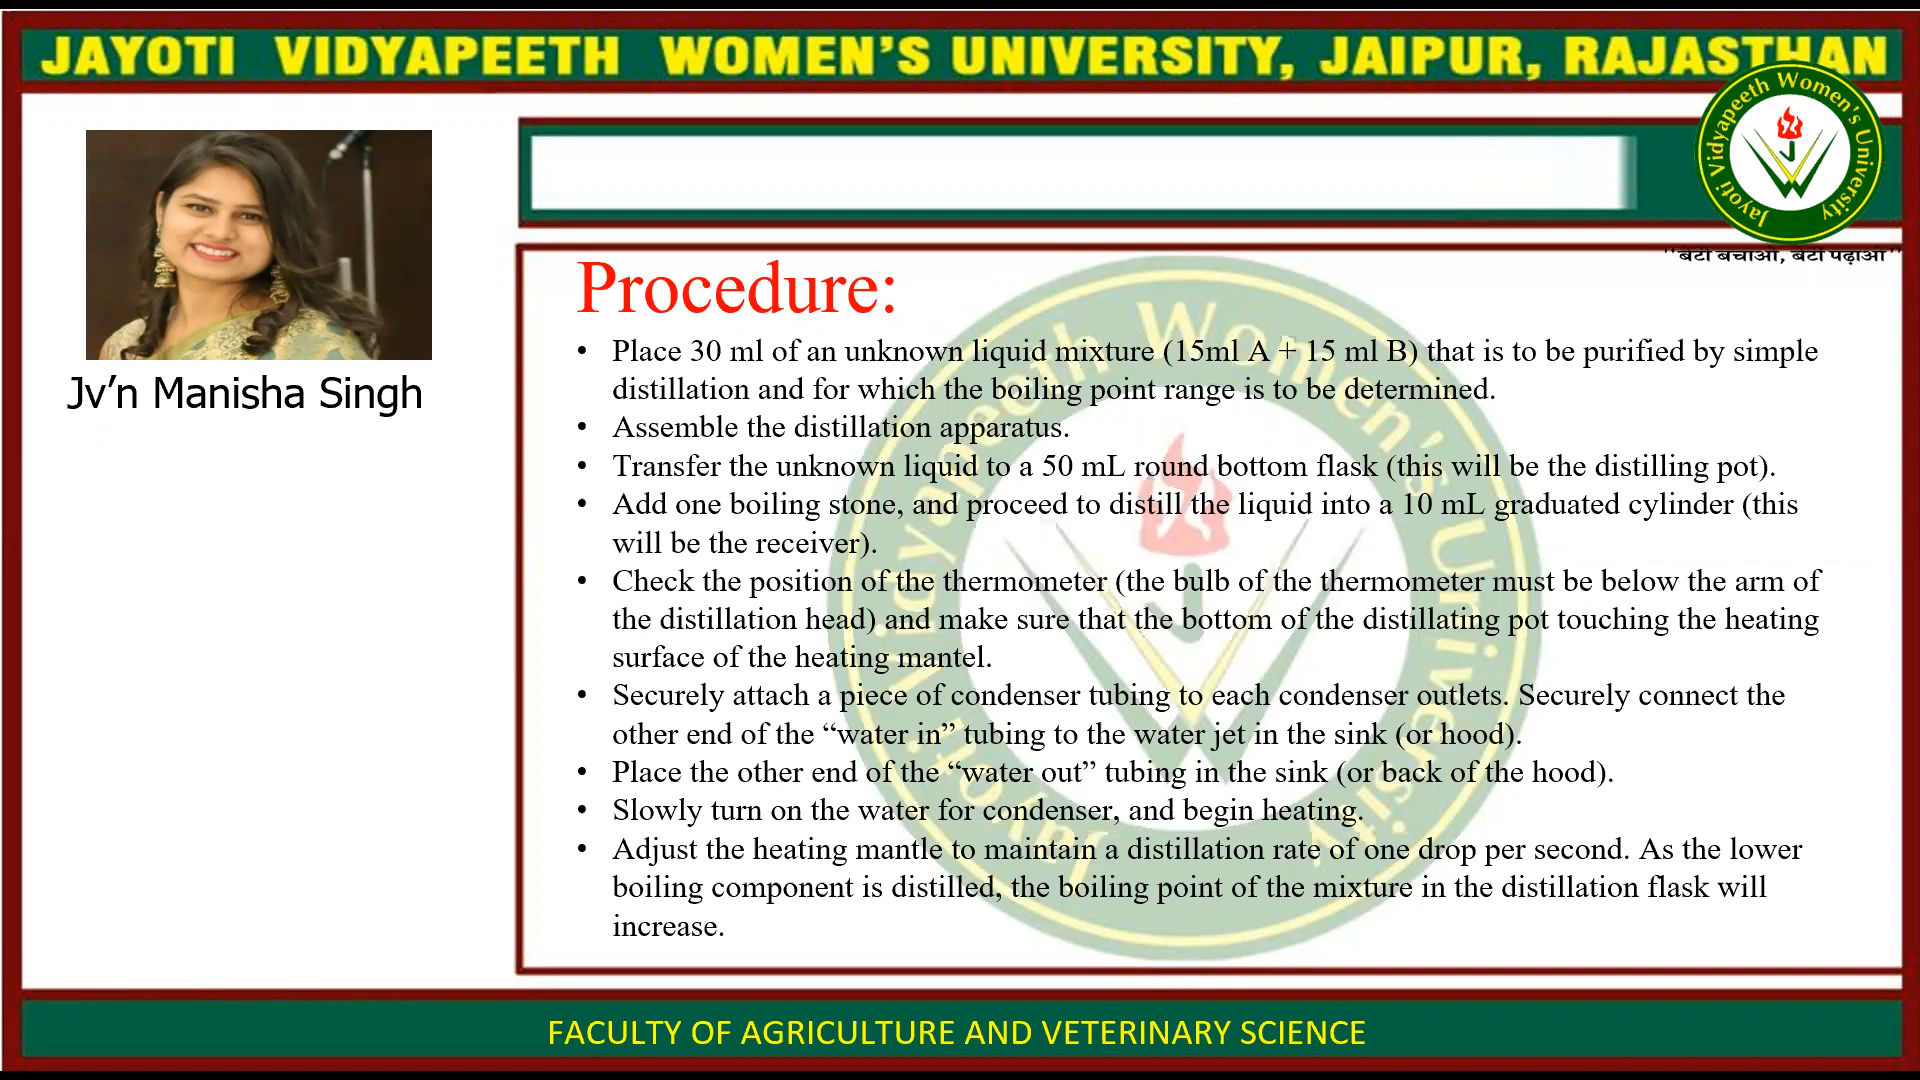 JAYOTI VIDYAPEETH WOMEN'S UNIVERSITY, JAIPUR, RAJASTHAN
Jayoti Vidyapeeth Women's University
"बेटी बचाओ, बेटी पढ़ाओ"
Jv'n Manisha Singh
Procedure:
• Place 30 ml of an unknown liquid mixture (15ml A + 15 ml B) that is to be purified by simple
distillation and for which the boiling point range is to be determined.
• Assemble the distillation apparatus.
• Transfer the unknown liquid to a 50 mL round bottom flask (this will be the distilling pot).
• Add one boiling stone, and proceed to distill the liquid into a 10 mL graduated cylinder (this
will be the receiver).
• Check the position of the thermometer (the bulb of the thermometer must be below the arm of
the distillation head) and make sure that the bottom of the distillating pot touching the heating
surface of the heating mantel.
• Securely attach a piece of condenser tubing to each condenser outlets. Securely connect the
other end of the “water in” tubing to the water jet in the sink (or hood).
• Place the other end of the “water out” tubing in the sink (or back of the hood).
• Slowly turn on the water for condenser, and begin heating.
• Adjust the heating mantle to maintain a distillation rate of one drop per second. As the lower
boiling component is distilled, the boiling point of the mixture in the distillation flask will
increase.
Jayoti Vidyapeeth Women's University
FACULTY OF AGRICULTURE AND VETERINARY SCIENCE